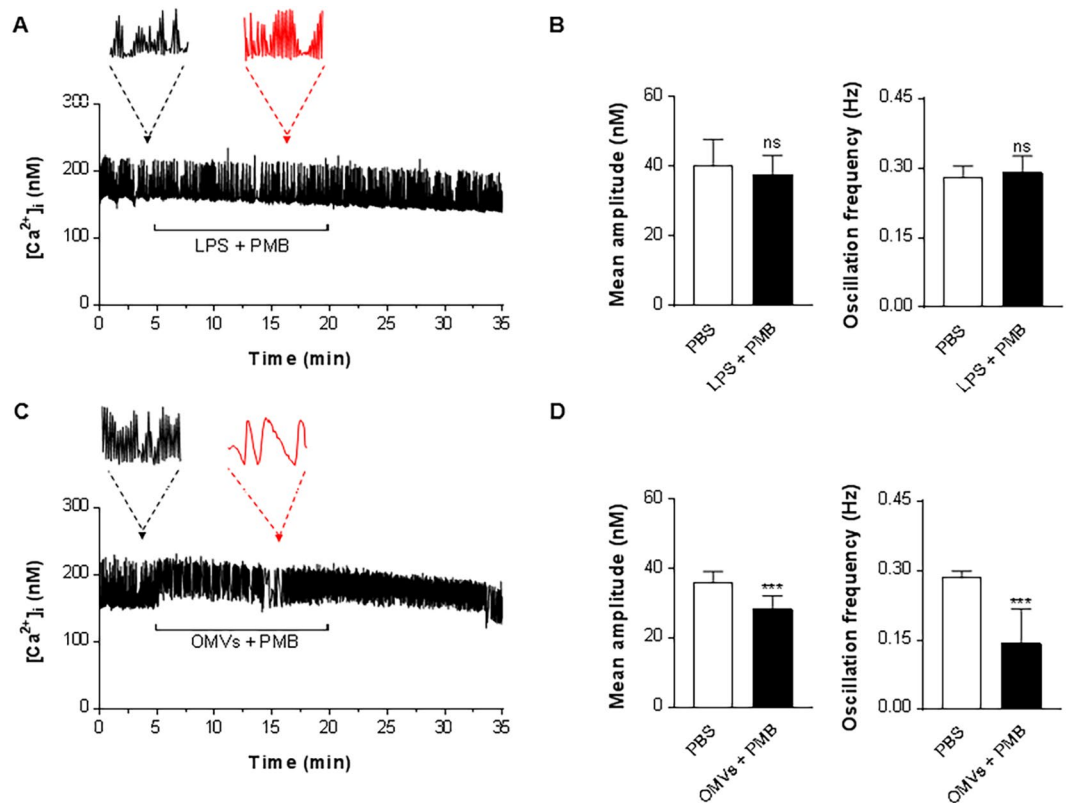 A
300
200
100
0
[Ca2+]i (nM)
LPS + PMB
0 5 10 15 20 25 30 35
Time (min)
B
60
40
20
0
Mean amplitude (nM)
ns
PBS
LPS + PMB
0.45
0.30
0.15
0.00
Oscillation frequency (Hz)
ns
PBS
LPS + PMB
C
300
200
100
0
[Ca2+]i (nM)
OMVs + PMB
0 5 10 15 20 25 30 35
Time (min)
D
60
40
20
0
Mean amplitude (nM)
***
PBS
OMVs + PMB
0.45
0.30
0.15
0.00
Oscillation frequency (Hz)
***
PBS
OMVs + PMB